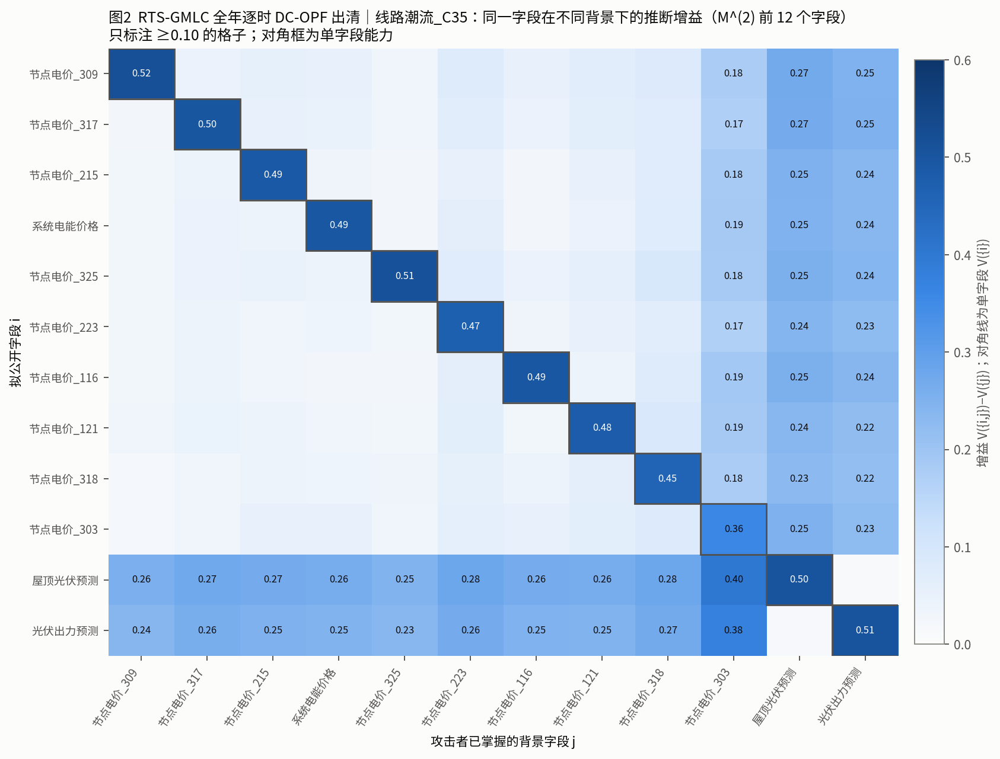 图2 RTS-GMLC 全年逐时 DC-OPF 出清｜线路潮流_C35：同一字段在不同背景下的推断增益（M^(2) 前 12 个字段）
只标注 ≥0.10 的格子；对角框为单字段能力
拟公开字段 i
节点电价_309 0.52 0.18 0.27 0.25
节点电价_317 0.50 0.17 0.27 0.25
节点电价_215 0.49 0.18 0.25 0.24
系统电能价格 0.49 0.19 0.25 0.24
节点电价_325 0.51 0.18 0.25 0.24
节点电价_223 0.47 0.17 0.24 0.23
节点电价_116 0.49 0.19 0.25 0.24
节点电价_121 0.48 0.19 0.24 0.22
节点电价_318 0.45 0.18 0.23 0.22
节点电价_303 0.36 0.25 0.23
屋顶光伏预测 0.26 0.27 0.27 0.26 0.25 0.28 0.26 0.26 0.28 0.40 0.50
光伏出力预测 0.24 0.26 0.25 0.25 0.23 0.26 0.25 0.25 0.27 0.38 0.51
节点电价_309
节点电价_317
节点电价_215
系统电能价格
节点电价_325
节点电价_223
节点电价_116
节点电价_121
节点电价_318
节点电价_303
屋顶光伏预测
光伏出力预测
攻击者已掌握的背景字段 j
0.6
0.5
0.4
0.3
0.2
0.1
0.0
增益 V({i,j})−V({j})；对角线为单字段 V({i})